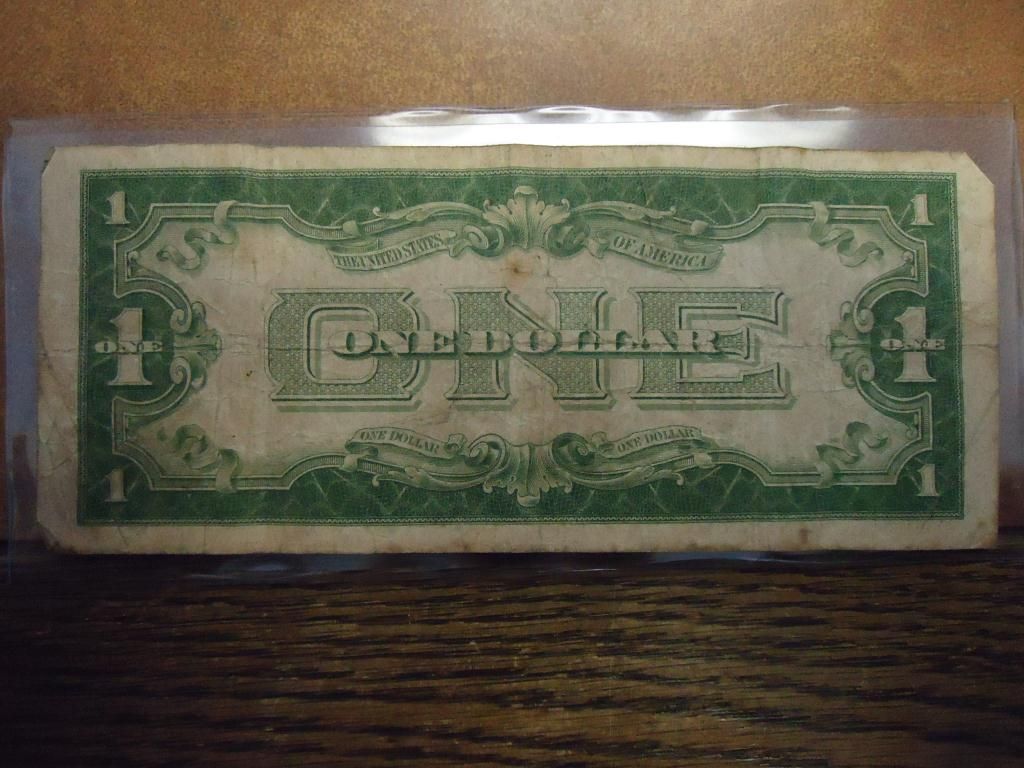 1 1
THE UNITED STATES OF AMERICA
ONE
1 ONE ONE DOLLAR 1 ONE
ONE DOLLAR ONE DOLLAR
1 1